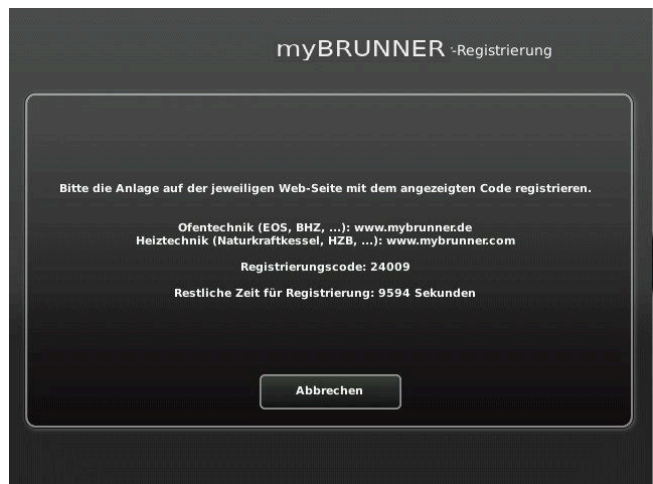 myBRUNNER -Registrierung
Bitte die Anlage auf der jeweiligen Web-Seite mit dem angezeigten Code registrieren.
Ofentechnik (EOS, BHZ, ...): www.mybrunner.de
Heiztechnik (Naturkraftkessel, HZB, ...): www.mybrunner.com
Registrierungscode: 24009
Restliche Zeit für Registrierung: 9594 Sekunden
Abbrechen